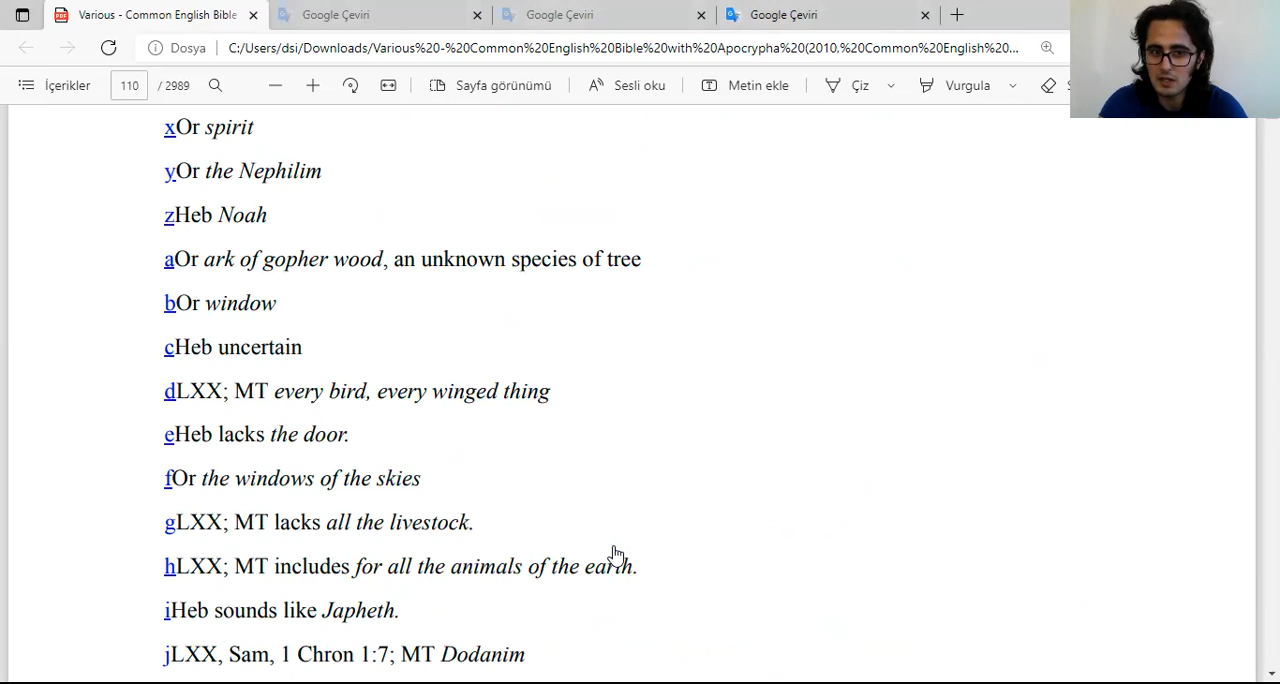 Various - Common English Bible
Google Çeviri
Google Çeviri
Google Çeviri
Dosya
C:/Users/dsi/Downloads/Various%20-%20Common%20English%20Bible%20with%20Apocrypha%20(2010,%20Common%20English%20...
İçerikler
110
/ 2989
Sayfa görünümü
Sesli oku
Metin ekle
Çiz
Vurgula
xOr spirit
yOr the Nephilim
zHeb Noah
aOr ark of gopher wood, an unknown species of tree
bOr window
cHeb uncertain
dLXX; MT every bird, every winged thing
eHeb lacks the door.
fOr the windows of the skies
gLXX; MT lacks all the livestock.
hLXX; MT includes for all the animals of the earth.
iHeb sounds like Japheth.
jLXX, Sam, 1 Chron 1:7; MT Dodanim